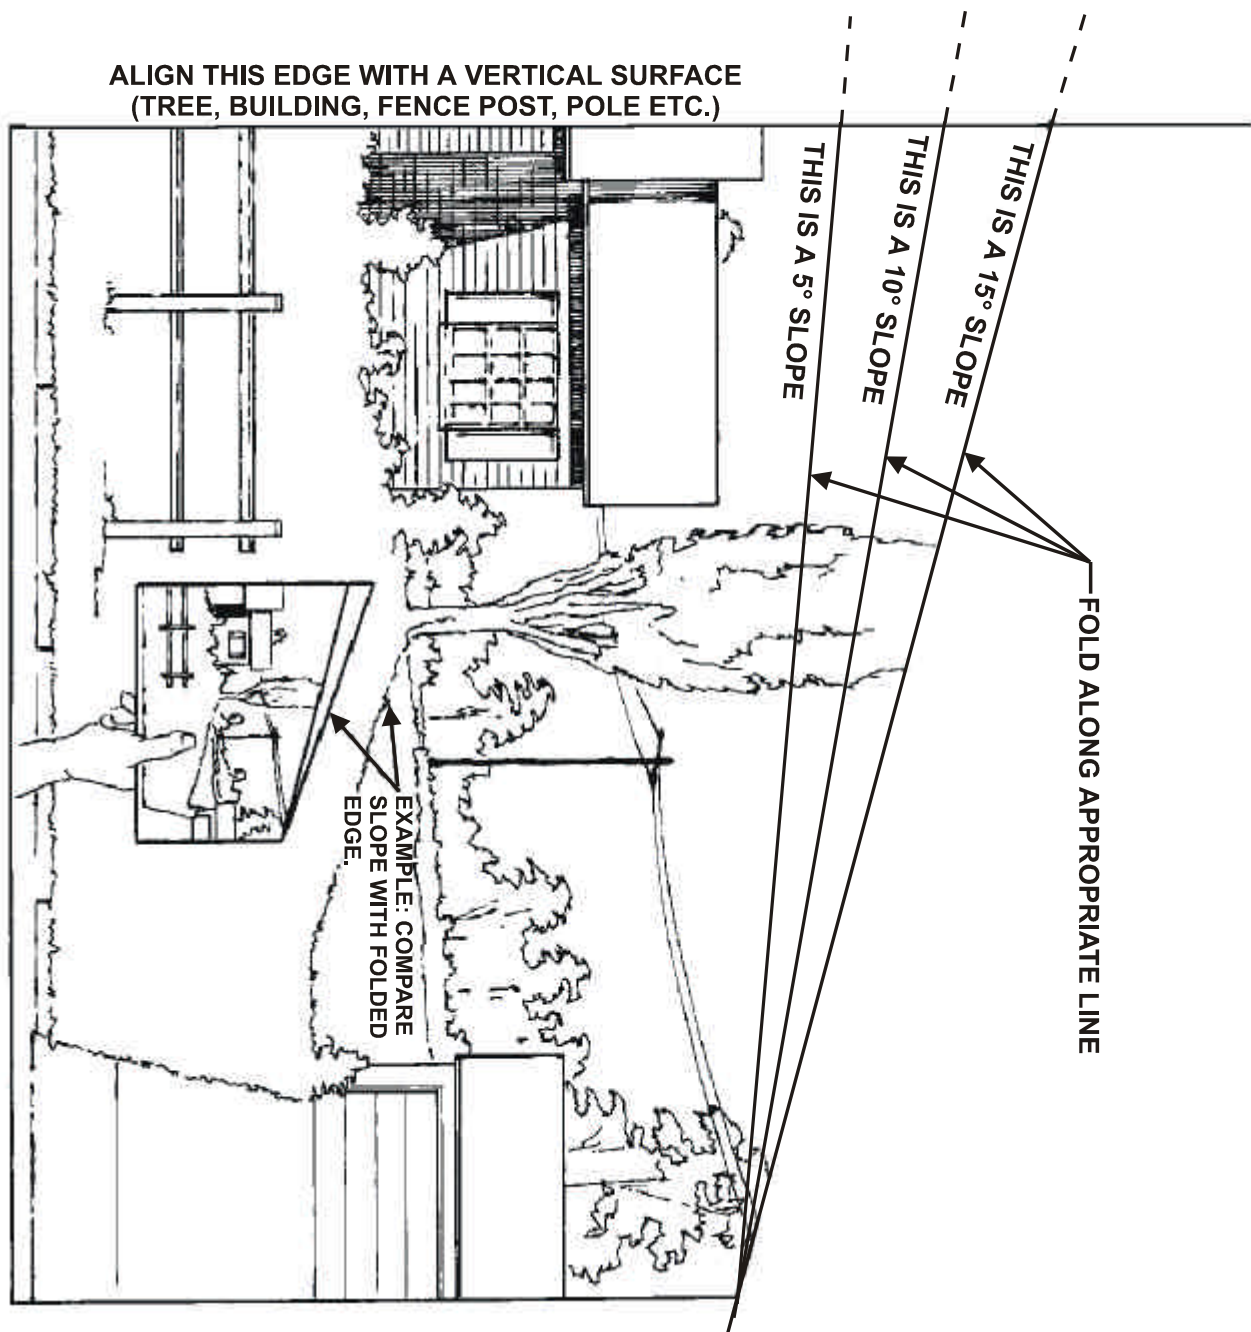 ALIGN THIS EDGE WITH A VERTICAL SURFACE
(TREE, BUILDING, FENCE POST, POLE ETC.)
THIS IS A 5° SLOPE
THIS IS A 10° SLOPE
THIS IS A 15° SLOPE
FOLD ALONG APPROPRIATE LINE
EXAMPLE: COMPARE
SLOPE WITH FOLDED
EDGE.